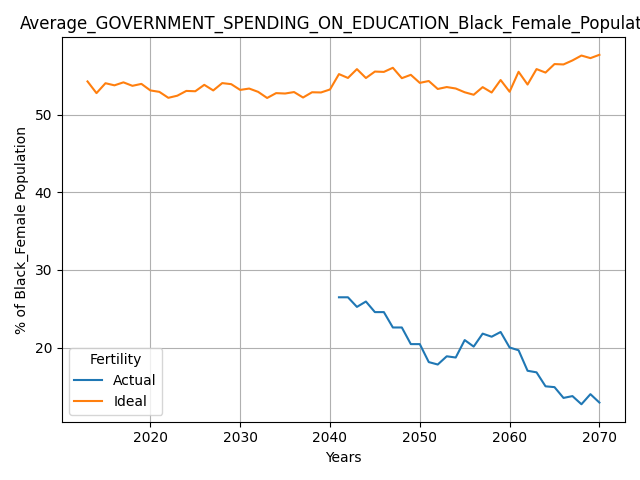 Average_GOVERNMENT_SPENDING_ON_EDUCATION_Black_Female_Populat
% of Black_Female Population
50
40
30
20
Fertility
Actual
Ideal
2020
2030
2040
2050
2060
2070
Years